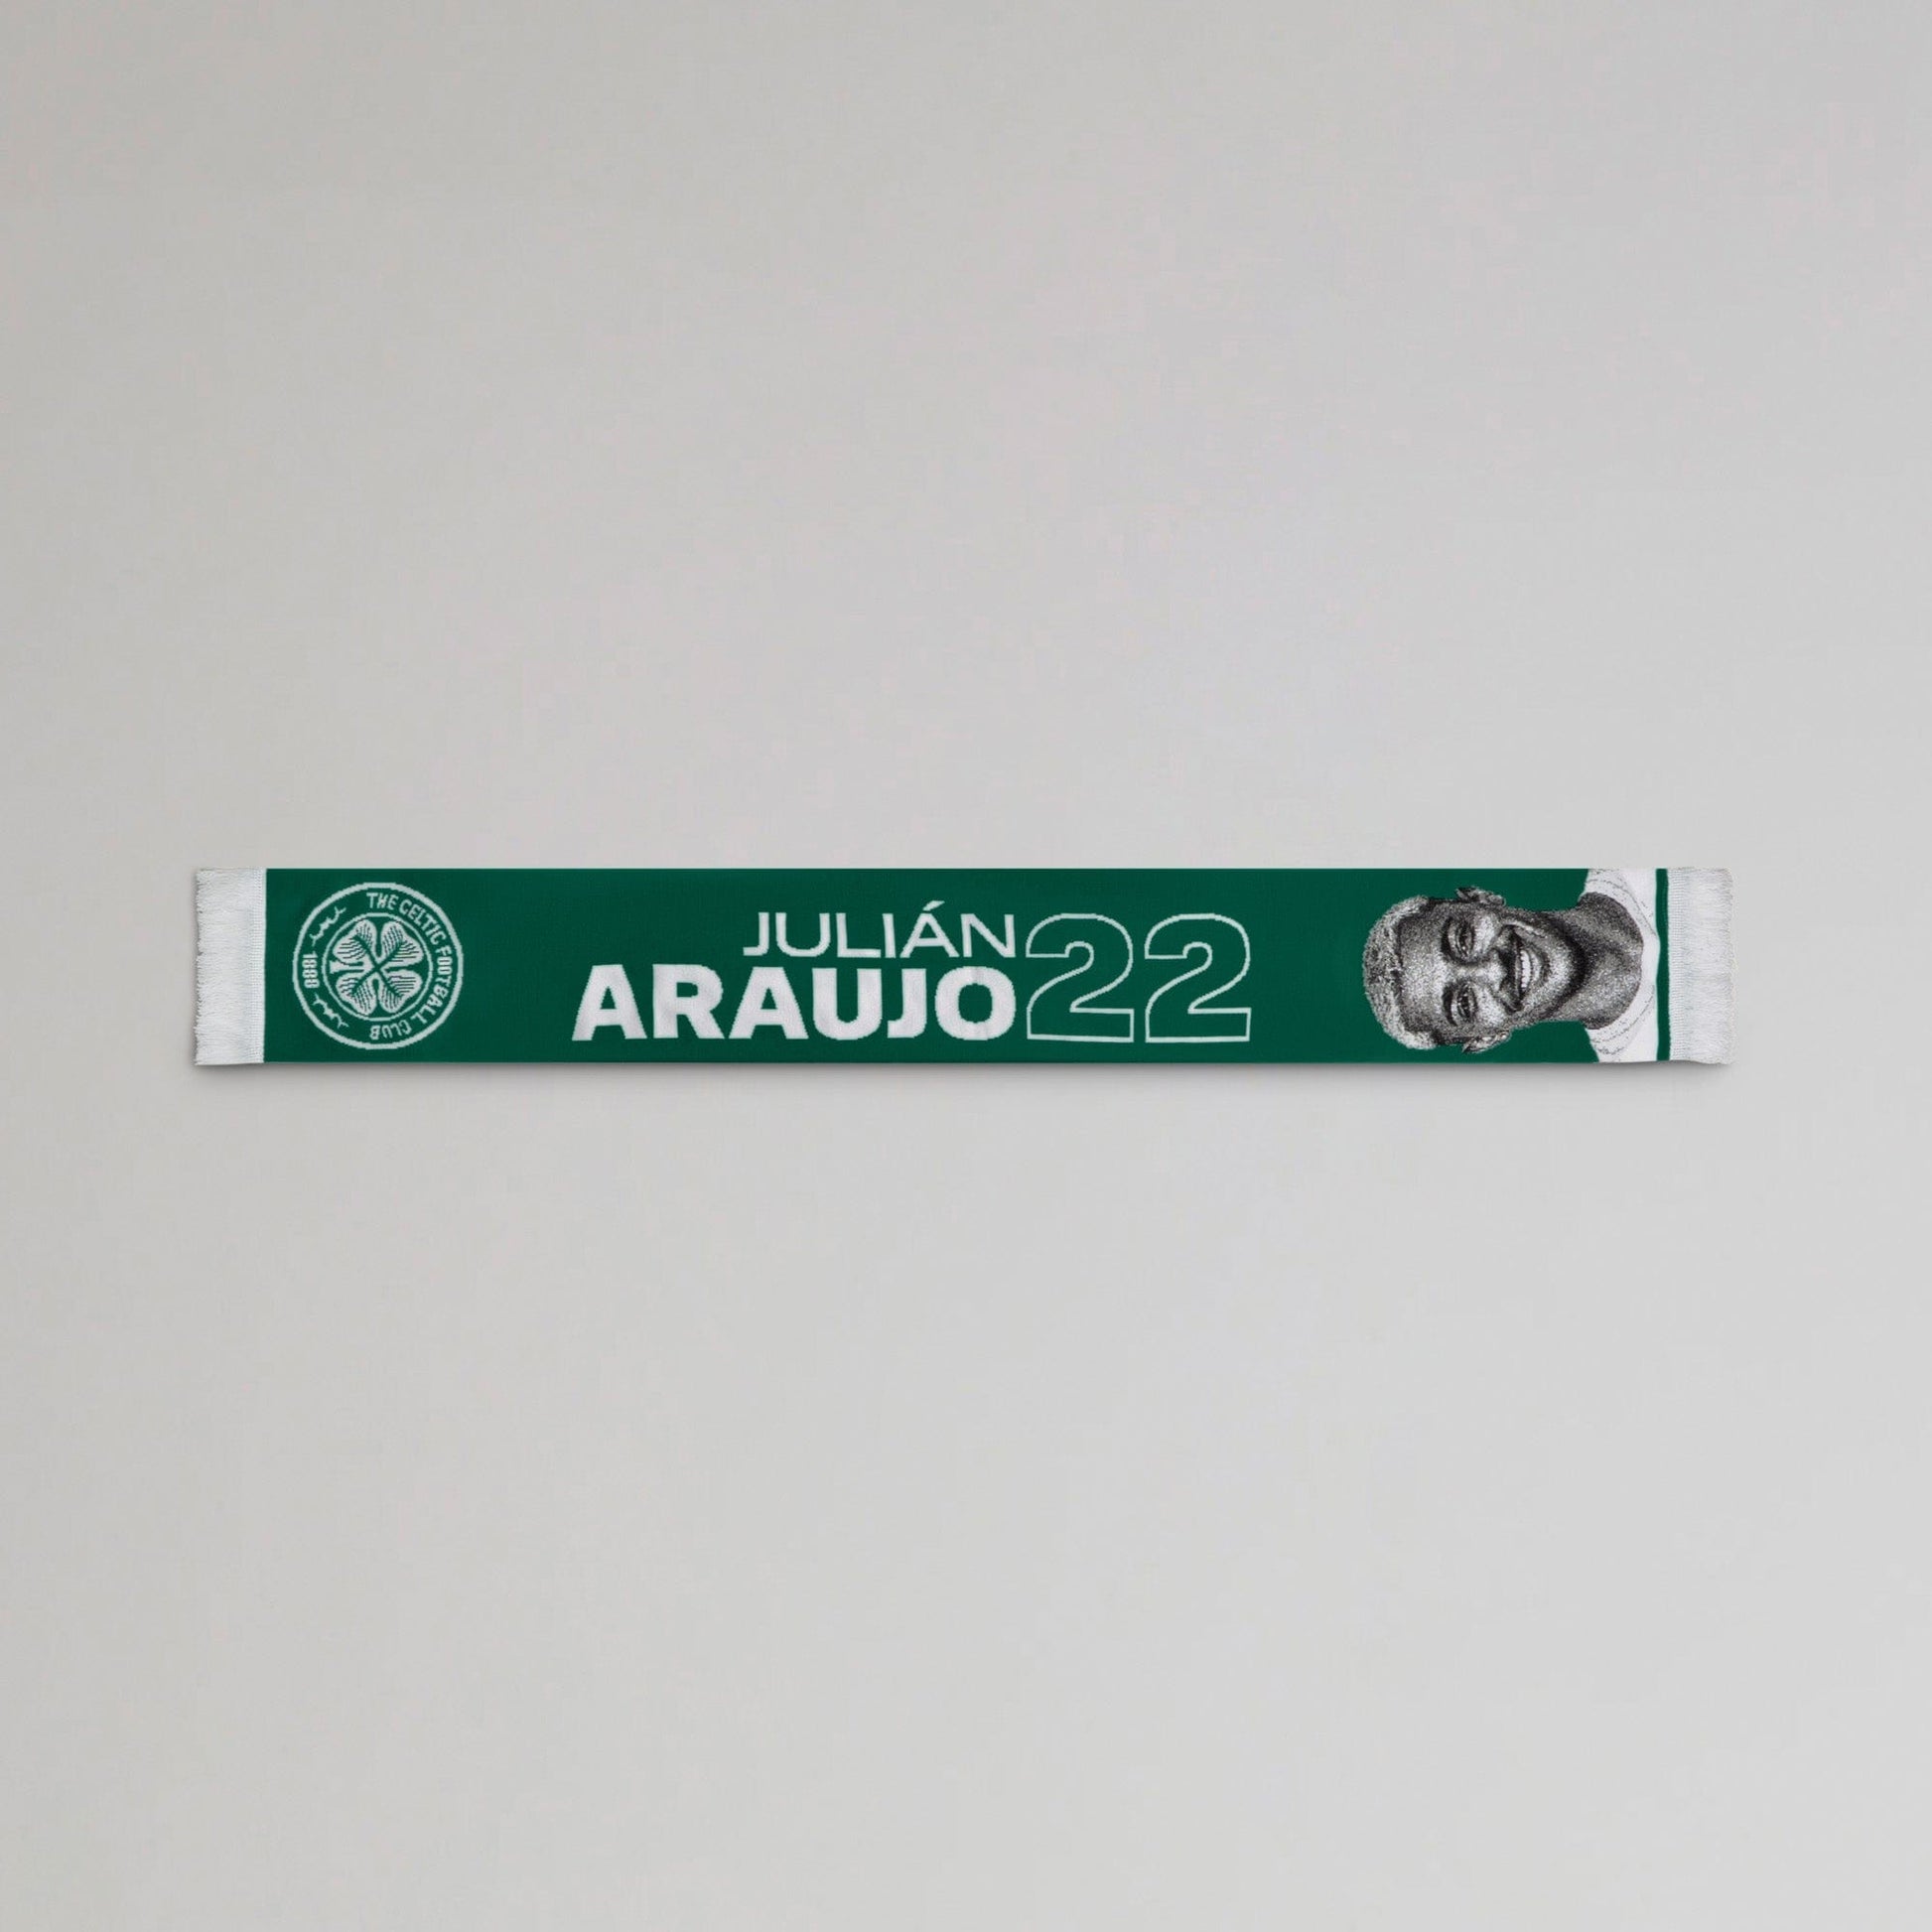 THE CELTIC FOOTBALL CLUB
1888
JULIÁN
ARAUJO 22